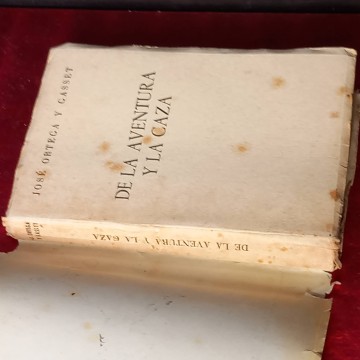 JOSÉ ORTEGA Y GASSET
DE LA AVENTURA
Y LA CAZA
DE LA AVENTURA Y LA CAZA